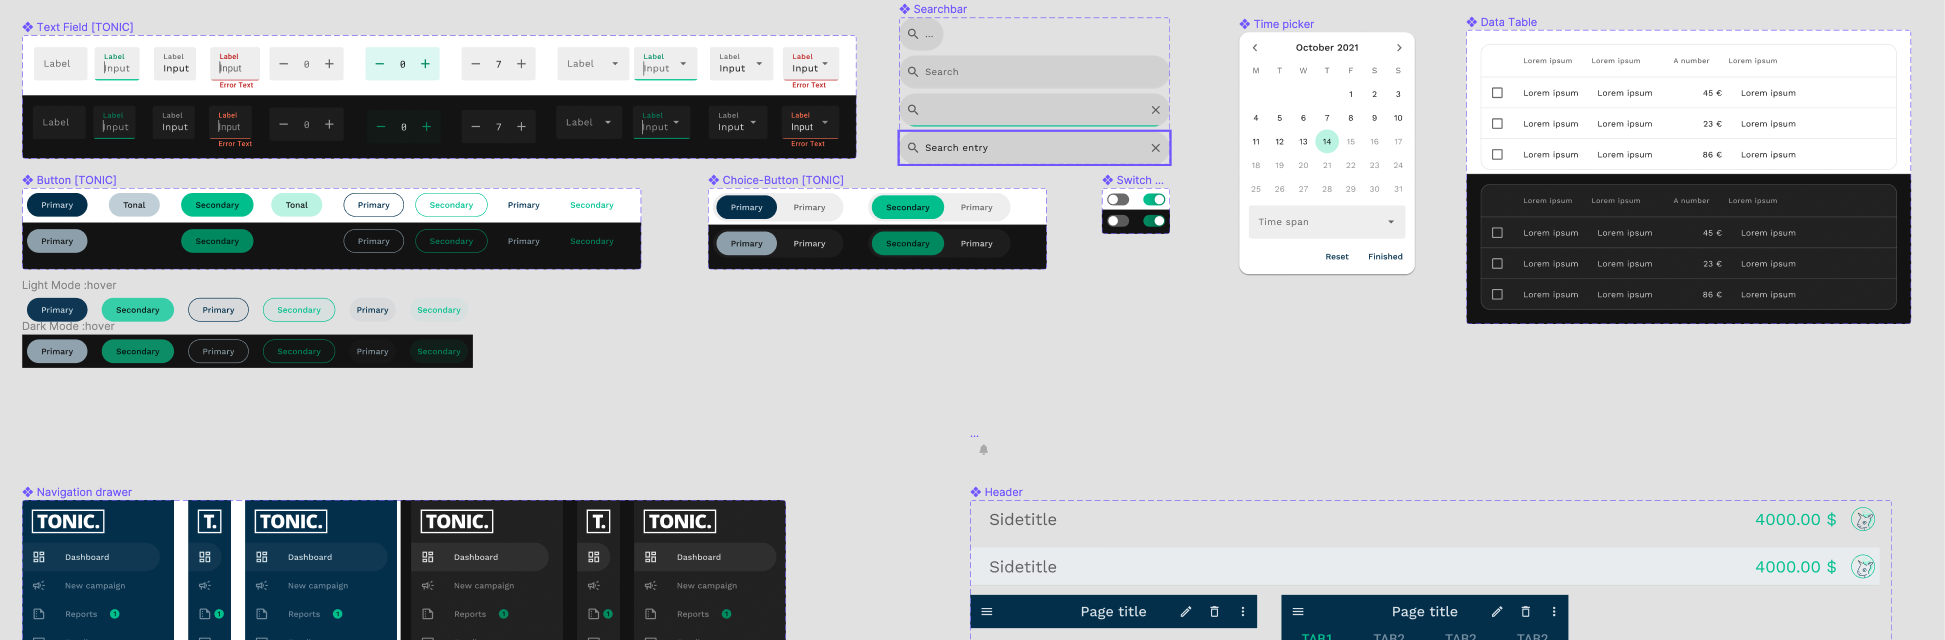 Text Field [TONIC]
Label
Label
Input
Label
Input
Label
Input
Error Text
0
0
7
Label
Label
Input
Label
Input
Label
Input
Error Text
Label
Label
Input
Label
Input
Label
Input
Error Text
0
0
7
Label
Label
Input
Label
Input
Label
Input
Error Text
Searchbar
...
Search
Search entry
Time picker
October 2021
M T W T F S S
1 2 3
4 5 6 7 8 9 10
11 12 13 14 15 16 17
18 19 20 21 22 23 24
25 26 27 28 29 30 31
Time span
Reset Finished
Data Table
Lorem ipsum Lorem ipsum A number Lorem ipsum
Lorem ipsum Lorem ipsum 45 € Lorem ipsum
Lorem ipsum Lorem ipsum 23 € Lorem ipsum
Lorem ipsum Lorem ipsum 86 € Lorem ipsum
Lorem ipsum Lorem ipsum A number Lorem ipsum
Lorem ipsum Lorem ipsum 45 € Lorem ipsum
Lorem ipsum Lorem ipsum 23 € Lorem ipsum
Lorem ipsum Lorem ipsum 86 € Lorem ipsum
Button [TONIC]
Primary Tonal Secondary Tonal Primary Secondary Primary Secondary
Primary Secondary Primary Secondary Primary Secondary
Choice-Button [TONIC]
Primary Primary Secondary Primary
Primary Primary Secondary Primary
Switch ...
Light Mode :hover
Primary Secondary Primary Secondary Primary Secondary
Dark Mode :hover
Primary Secondary Primary Secondary Primary Secondary
...
Navigation drawer
TONIC. T. TONIC. TONIC. T. TONIC.
Dashboard Dashboard Dashboard Dashboard
New campaign New campaign New campaign New campaign
Reports 1 1 Reports 1 Reports 1 1 Reports 1
Header
Sidetitle 4000.00 $
Sidetitle 4000.00 $
Page title
Page title
TAB1 TAB2 TAB2 TAB2